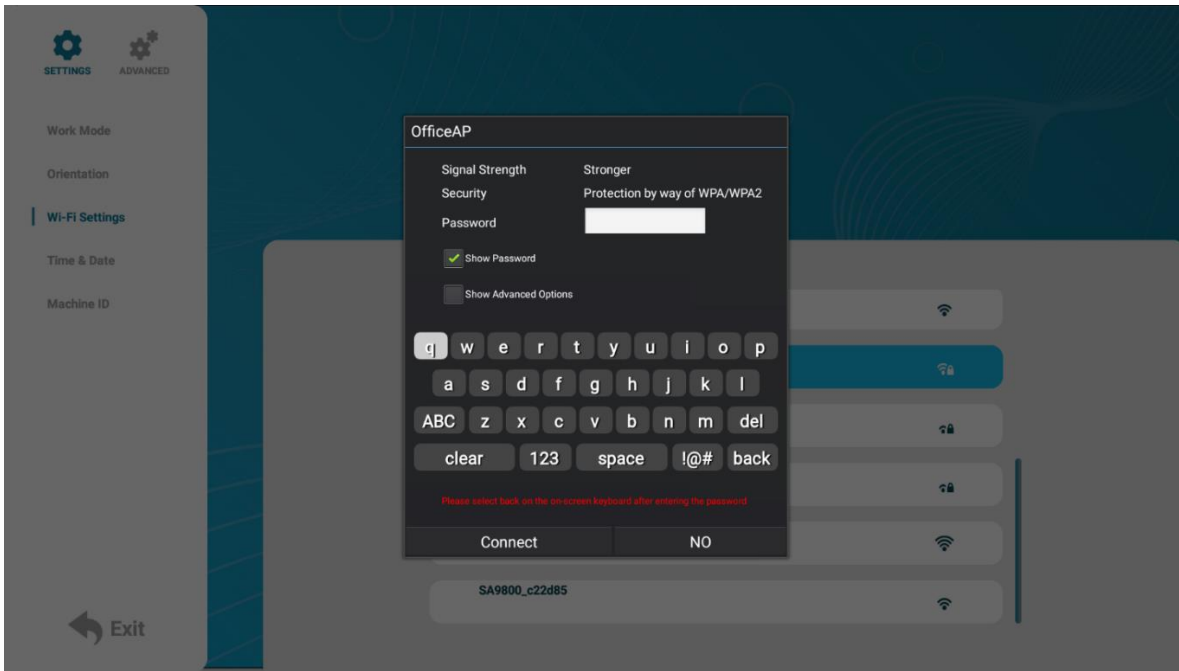 SETTINGS ADVANCED
Work Mode
Orientation
Wi-Fi Settings
Time & Date
Machine ID
Exit
OfficeAP
Signal Strength Stronger
Security Protection by way of WPA/WPA2
Password
Show Password
Show Advanced Options
q w e r t y u i o p
a s d f g h j k l
ABC z x c v b n m del
clear 123 space !@# back
Please select back on the on-screen keyboard after entering the password
Connect NO
SA9800_c22d85